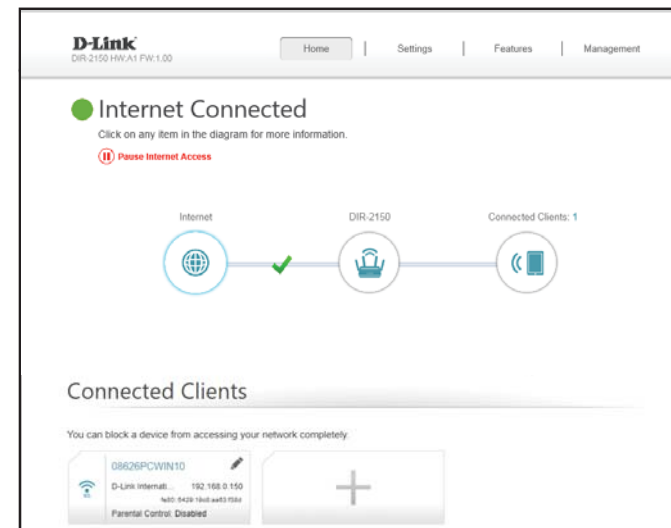 D-Link
DIR-2150 HW:A1 FW:1.00
Home | Settings | Features | Management
Internet Connected
Click on any item in the diagram for more information.
Pause Internet Access
Internet
DIR-2150
Connected Clients: 1
Connected Clients
You can block a device from accessing your network completely.
08626PCWIN10
D-Link Internati... 192.168.0.150
Parental Control: Disabled